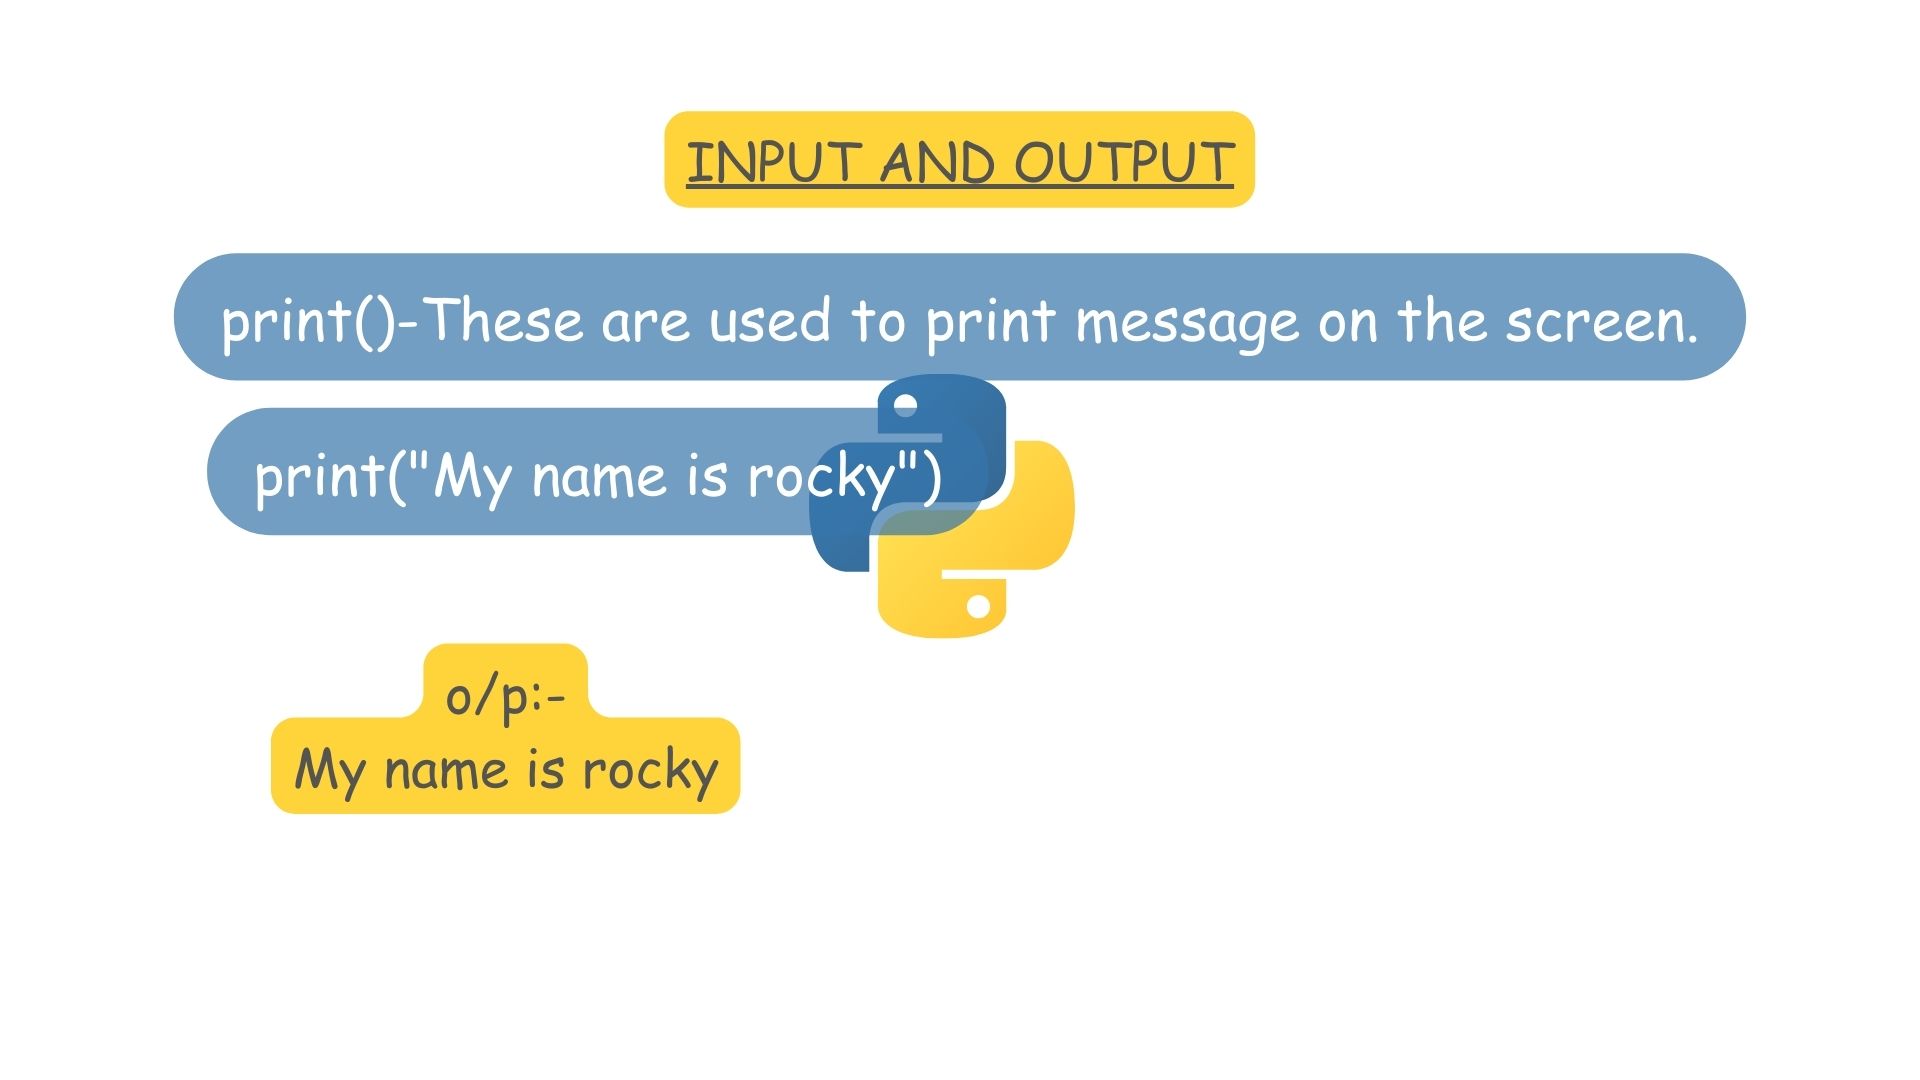 INPUT AND OUTPUT
print()-These are used to print message on the screen.
print("My name is rocky")
o/p:-
My name is rocky